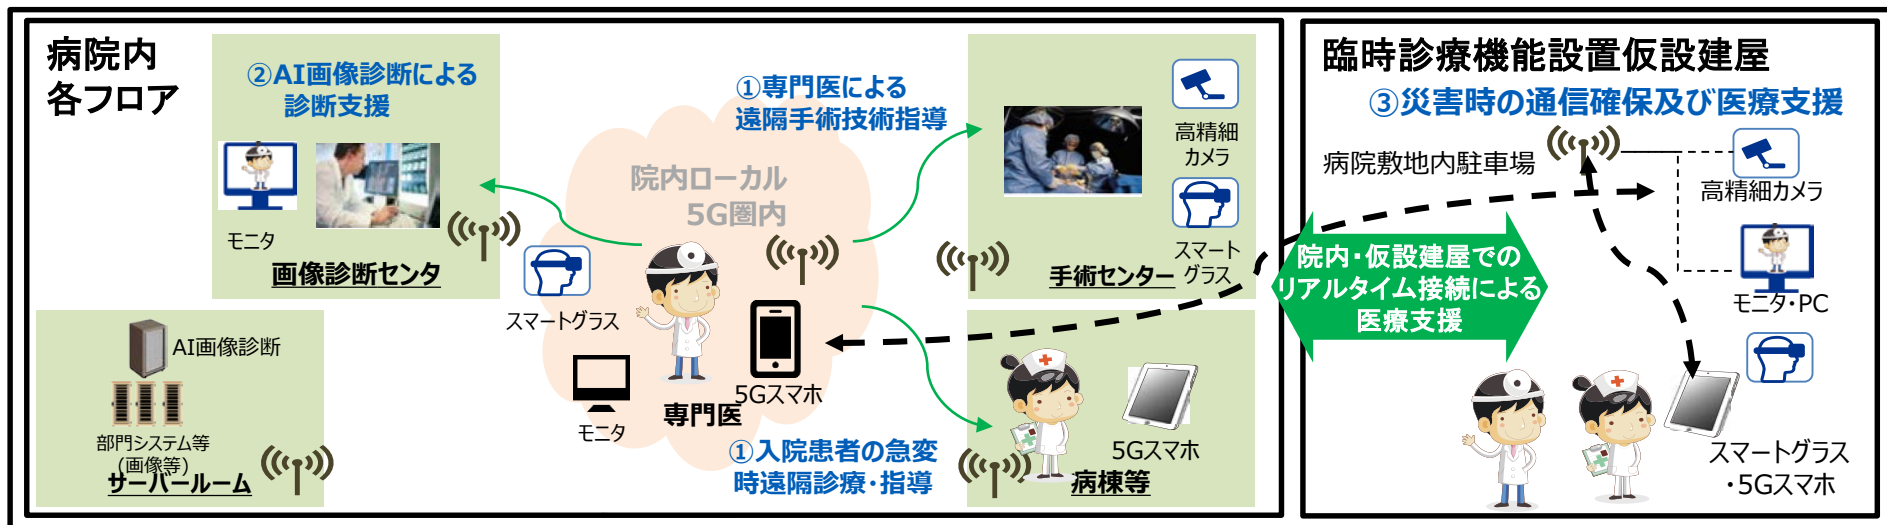 病院内
各フロア
②AI画像診断による
診断支援
モニタ
画像診断センタ
AI画像診断
部門システム等
(画像等)
サーバールーム
①専門医による
遠隔手術技術指導
院内ローカル
5G圏内
スマートグラス
モニタ
専門医
5Gスマホ
①入院患者の急変
時遠隔診療・指導
高精細
カメラ
スマート
グラス
手術センター
5Gスマホ
病棟等
院内・仮設建屋での
リアルタイム接続による
医療支援
臨時診療機能設置仮設建屋
③災害時の通信確保及び医療支援
病院敷地内駐車場
高精細カメラ
モニタ・PC
スマートグラス
・5Gスマホ